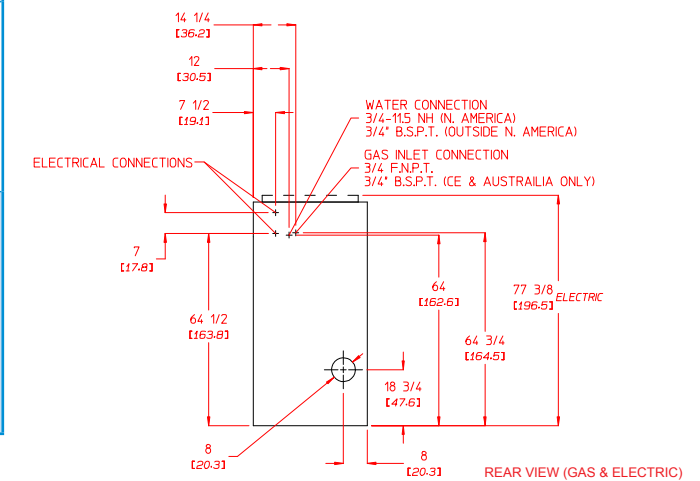 14 1/4
[36.2]
12
[30.5]
7 1/2
[19.1]
WATER CONNECTION
3/4-11.5 NH (N. AMERICA)
3/4" B.S.P.T. (OUTSIDE N. AMERICA)
GAS INLET CONNECTION
3/4 F.N.P.T.
3/4" B.S.P.T. (CE & AUSTRAILIA ONLY)
ELECTRICAL CONNECTIONS
7
[17.8]
64 1/2
[163.8]
64
[162.6]
77 3/8
[196.5]
ELECTRIC
64 3/4
[164.5]
18 3/4
[47.6]
8
[20.3]
8
[20.3]
REAR VIEW (GAS & ELECTRIC)